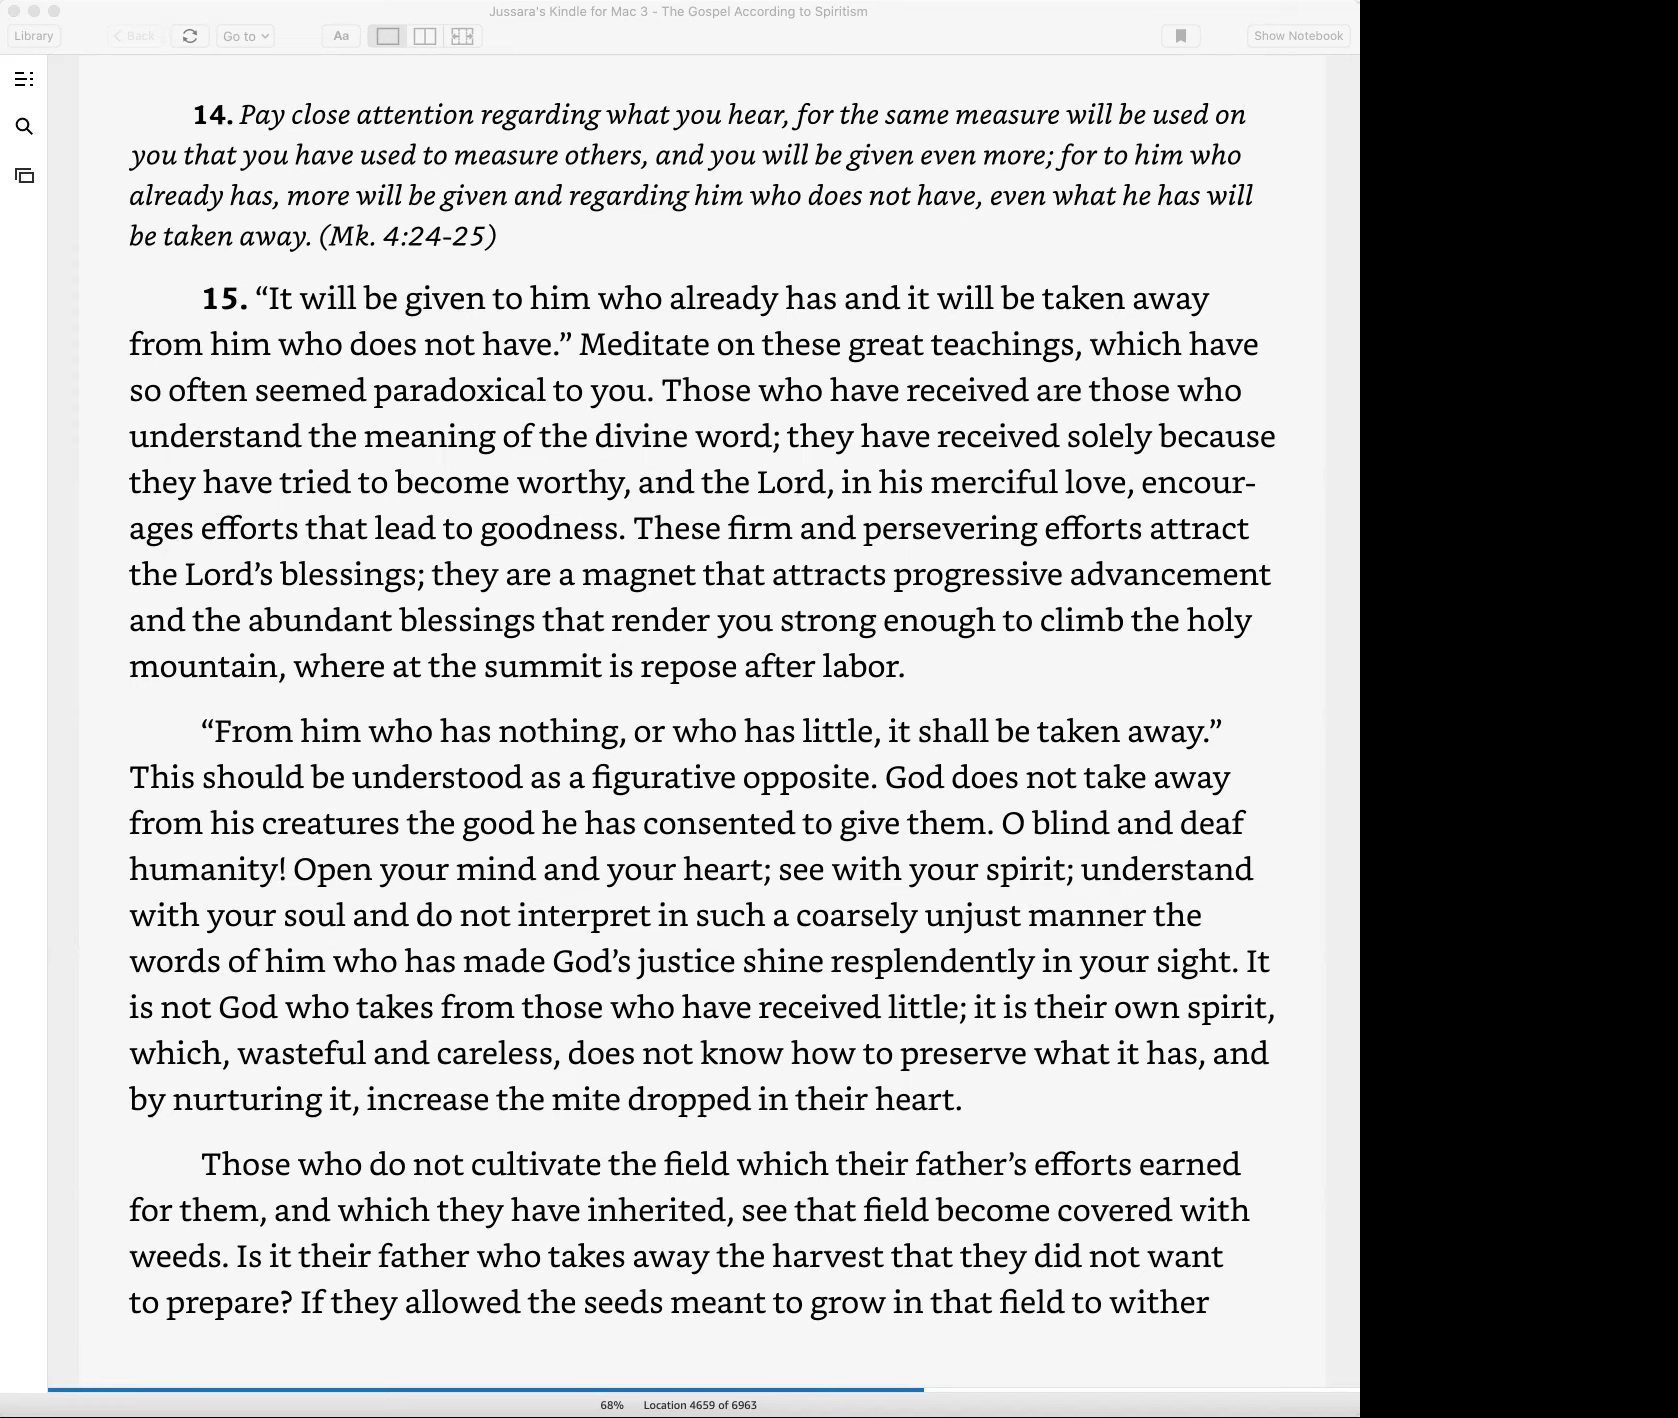 Jussara's Kindle for Mac 3 - The Gospel According to Spiritism
Library
Back
Go to
Aa
Show Notebook
14. Pay close attention regarding what you hear, for the same measure will be used on
you that you have used to measure others, and you will be given even more; for to him who
already has, more will be given and regarding him who does not have, even what he has will
be taken away. (Mk. 4:24-25)
15. “It will be given to him who already has and it will be taken away
from him who does not have.” Meditate on these great teachings, which have
so often seemed paradoxical to you. Those who have received are those who
understand the meaning of the divine word; they have received solely because
they have tried to become worthy, and the Lord, in his merciful love, encour-
ages efforts that lead to goodness. These firm and persevering efforts attract
the Lord’s blessings; they are a magnet that attracts progressive advancement
and the abundant blessings that render you strong enough to climb the holy
mountain, where at the summit is repose after labor.
“From him who has nothing, or who has little, it shall be taken away.”
This should be understood as a figurative opposite. God does not take away
from his creatures the good he has consented to give them. O blind and deaf
humanity! Open your mind and your heart; see with your spirit; understand
with your soul and do not interpret in such a coarsely unjust manner the
words of him who has made God’s justice shine resplendently in your sight. It
is not God who takes from those who have received little; it is their own spirit,
which, wasteful and careless, does not know how to preserve what it has, and
by nurturing it, increase the mite dropped in their heart.
Those who do not cultivate the field which their father’s efforts earned
for them, and which they have inherited, see that field become covered with
weeds. Is it their father who takes away the harvest that they did not want
to prepare? If they allowed the seeds meant to grow in that field to wither
68% Location 4659 of 6963